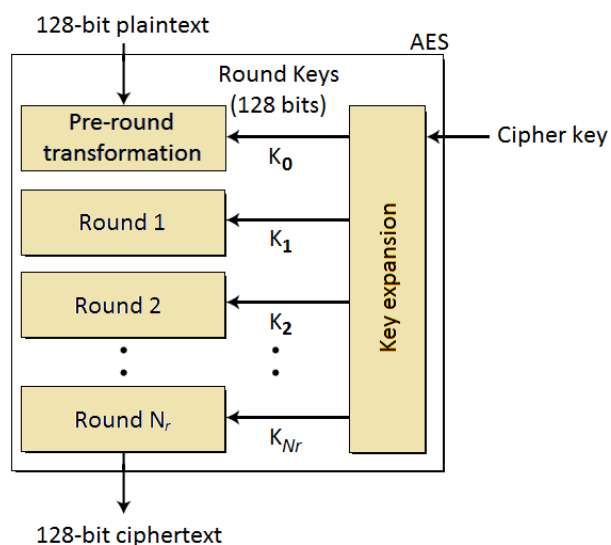 128-bit plaintext
AES
Round Keys
(128 bits)
Pre-round
transformation
K0
Cipher key
Round 1
K1
Round 2
K2
Key expansion
Round Nr
KNr
128-bit ciphertext